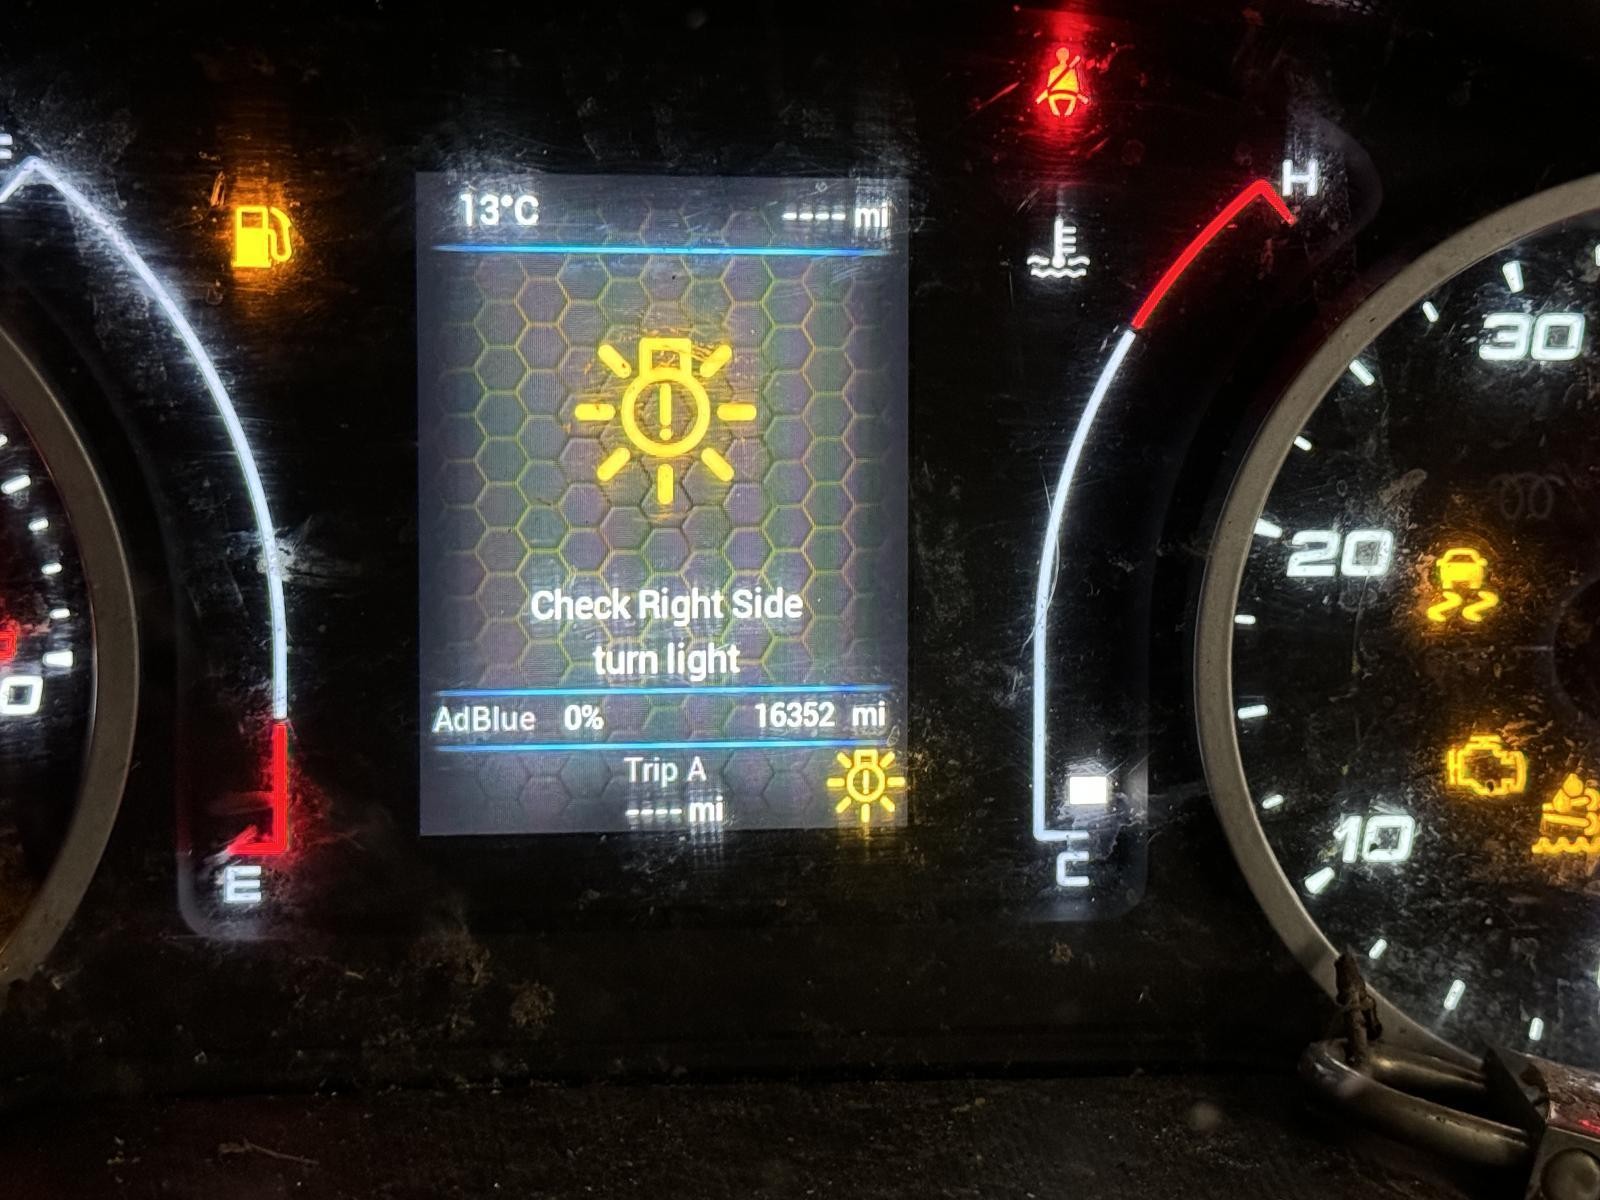 13°C ---- mi
H
30
Check Right Side
turn light
20
AdBlue 0% 16352 mi
Trip A
---- mi
10
E
C